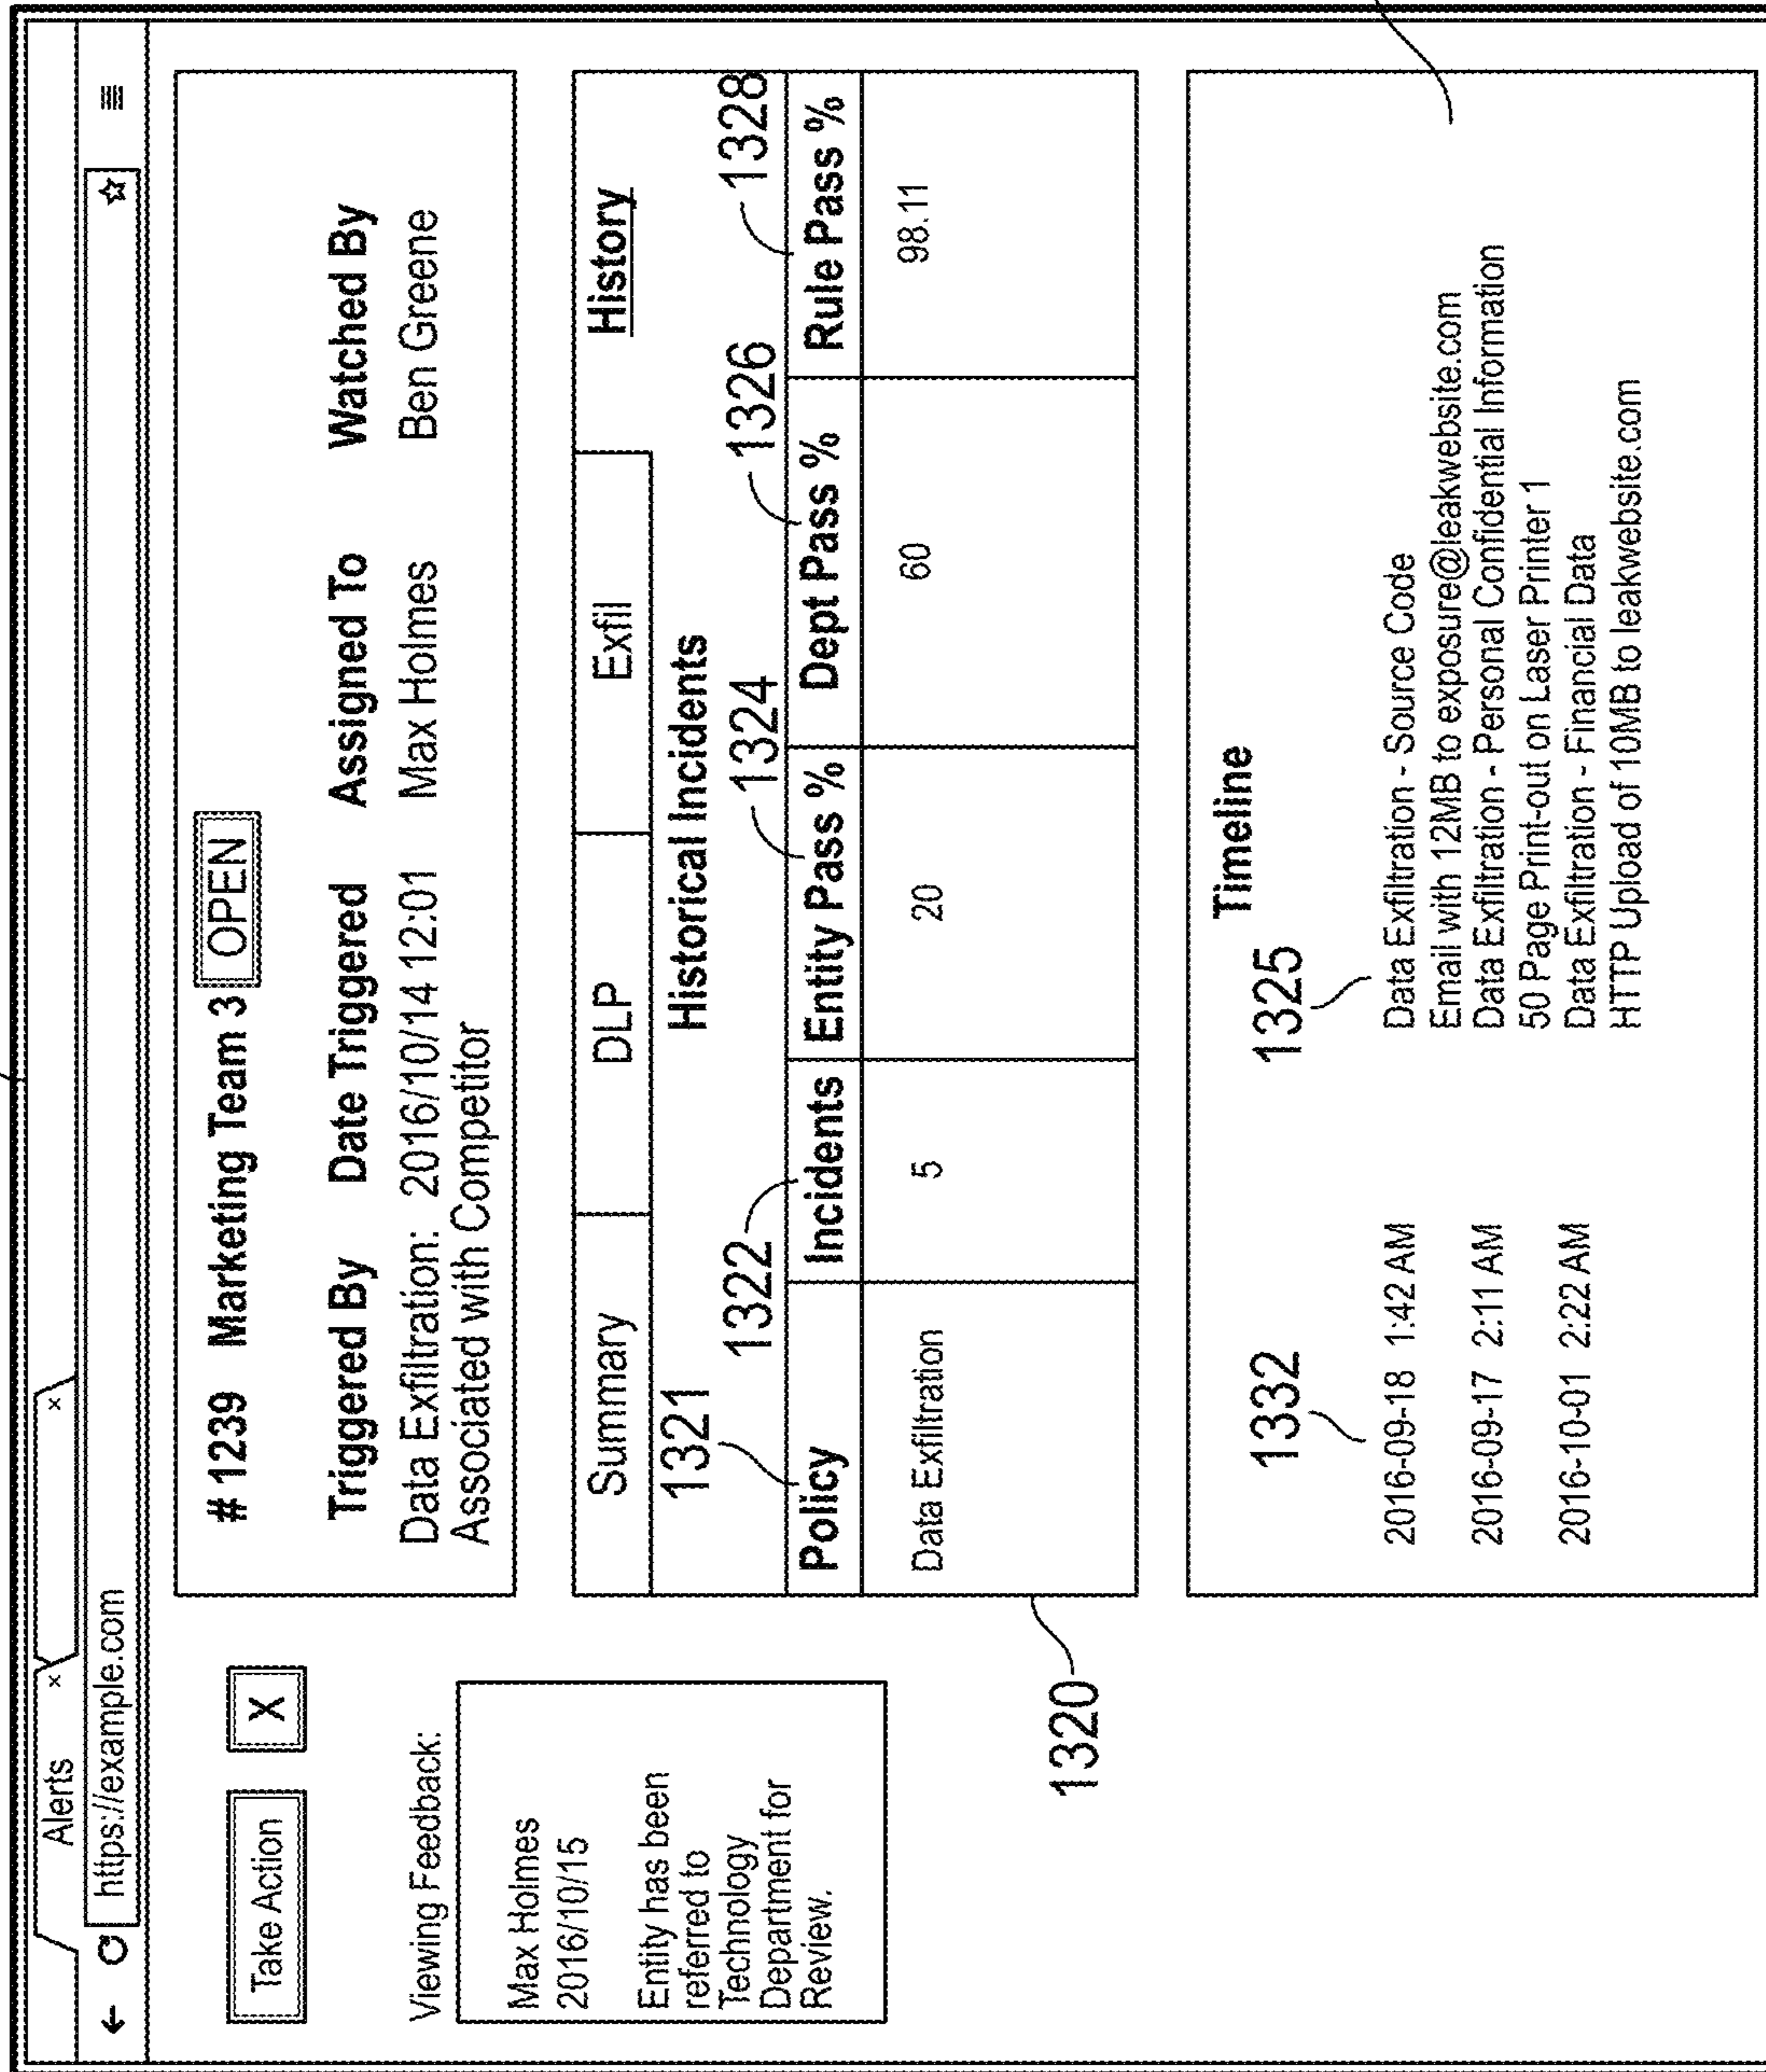 Alerts × ×
https://example.com
Take Action X
Viewing Feedback:
Max Holmes
2016/10/15
Entity has been
referred to
Technology
Department for
Review.
1320
#1239 Marketing Team 3 OPEN
Triggered By Date Triggered Assigned To Watched By
Data Exfiltration: 2016/10/14 12:01 Max Holmes Ben Greene
Associated with Competitor
Summary DLP Exfil History
Historical Incidents
1321 1322 1324 1326 1328
Policy Incidents Entity Pass % Dept Pass % Rule Pass %
Data Exfiltration 5 20 60 98.11
Timeline
1332 1325
2016-09-18 1:42 AM Data Exfiltration - Source Code
Email with 12MB to exposure@leakwebsite.com
2016-09-17 2:11 AM Data Exfiltration - Personal Confidential Information
50 Page Print-out on Laser Printer 1
2016-10-01 2:22 AM Data Exfiltration - Financial Data
HTTP Upload of 10MB to leakwebsite.com